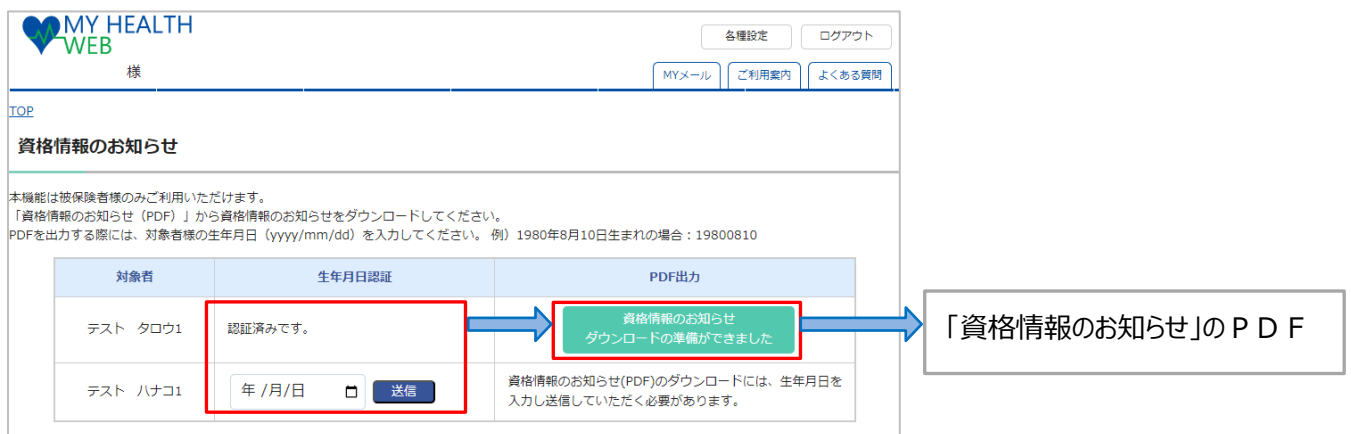 MY HEALTH
WEB
各種設定
ログアウト
様
MYメール
ご利用案内
よくある質問
TOP
資格情報のお知らせ
本機能は被保険者様のみご利用いただけます。
「資格情報のお知らせ（PDF）」から資格情報のお知らせをダウンロードしてください。
PDFを出力する際には、対象者様の生年月日（yyyy/mm/dd）を入力してください。 例）1980年8月10日生まれの場合：19800810
対象者
生年月日認証
PDF出力
テスト　タロウ1
認証済みです。
資格情報のお知らせ
ダウンロードの準備ができました
「資格情報のお知らせ」のＰＤＦ
テスト　ハナコ1
年 /月/日
送信
資格情報のお知らせ(PDF)のダウンロードには、生年月日を
入力し送信していただく必要があります。